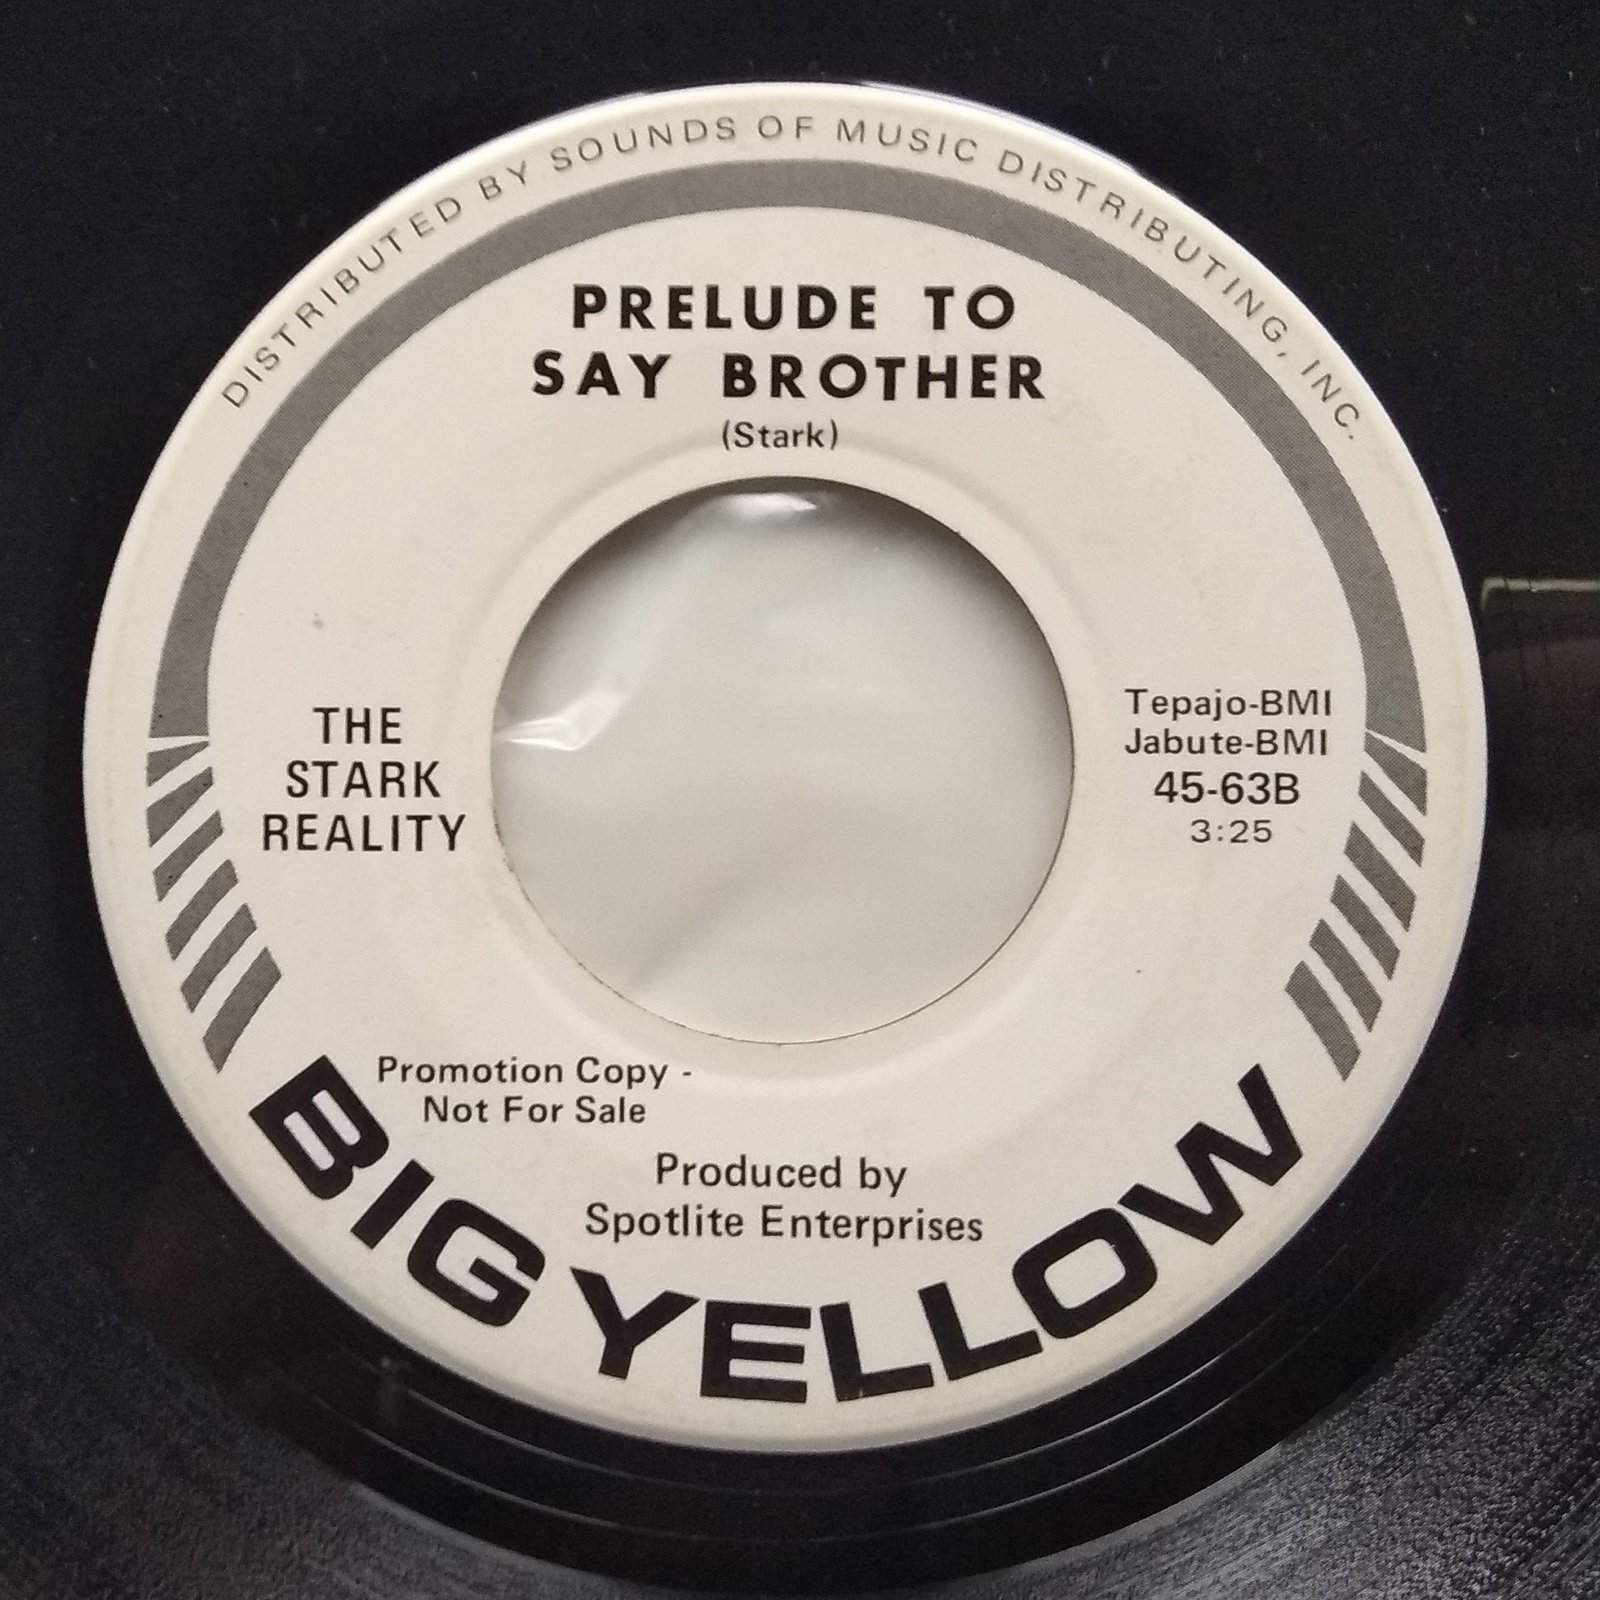 DISTRIBUTED BY SOUNDS OF MUSIC DISTRIBUTING, INC.
PRELUDE TO
SAY BROTHER
(Stark)
THE
STARK
REALITY
Tepajo-BMI
Jabute-BMI
45-63B
3:25
Promotion Copy -
Not For Sale
Produced by
Spotlite Enterprises
BIG YELLOW